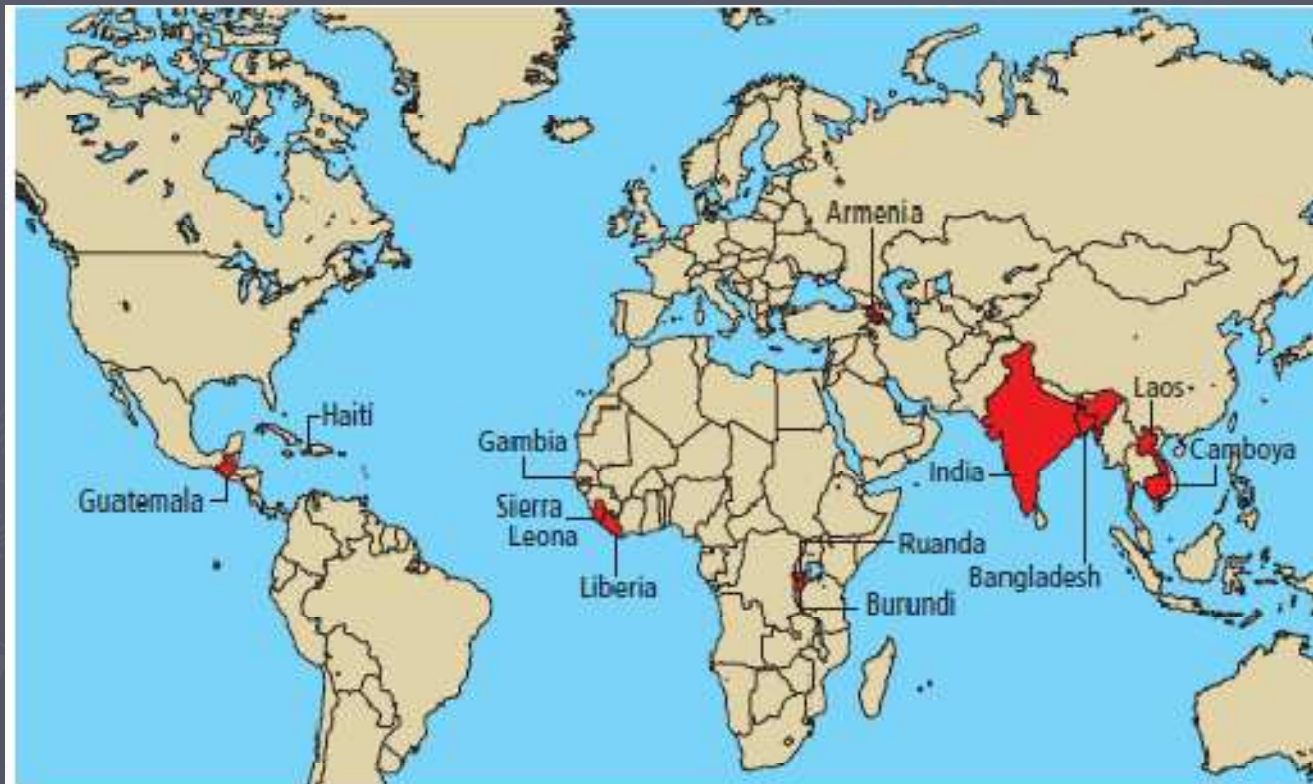 Armenia
Haiti
Laos
Gambia
Camboya
Guatemala
India
Sierra
Leona
Ruanda
Bangladesh
Liberia
Burundi